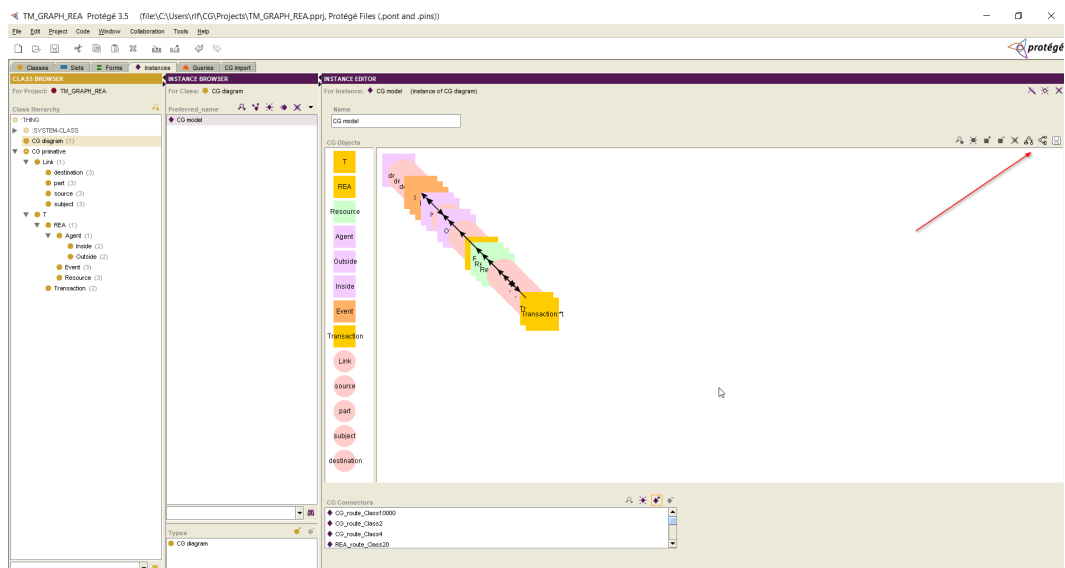 TM_GRAPH_REA Protégé 3.5 (file:\C:\Users\rlf\CG\Projects\TM_GRAPH_REA.pprj, Protégé Files (.pont and .pins))
File Edit Project Code Window Collaboration Tools Help
protégé
Classes Slots Forms Instances Queries CG Import
CLASS BROWSER
For Project: TM_GRAPH_REA
Class Hierarchy
:THING
:SYSTEM-CLASS
CG diagram (1)
CG primative
Link (1)
destination (3)
part (3)
source (3)
subject (3)
T
REA (1)
Agent (1)
Inside (2)
Outside (2)
Event (3)
Resource (3)
Transaction (2)
INSTANCE BROWSER
For Class: CG diagram
Preferred_name
CG model
Types
CG diagram
INSTANCE EDITOR
For Instance: CG model (instance of CG diagram)
Name
CG model
CG Objects
T
REA
Resource
Agent
Outside
Inside
Event
Transaction
Link
source
part
subject
destination
de
de
de
I
O
R
Re
Re
Tr
Transaction:*t
CG Connectors
CG_route_Class10000
CG_route_Class2
CG_route_Class4
REA_route_Class20